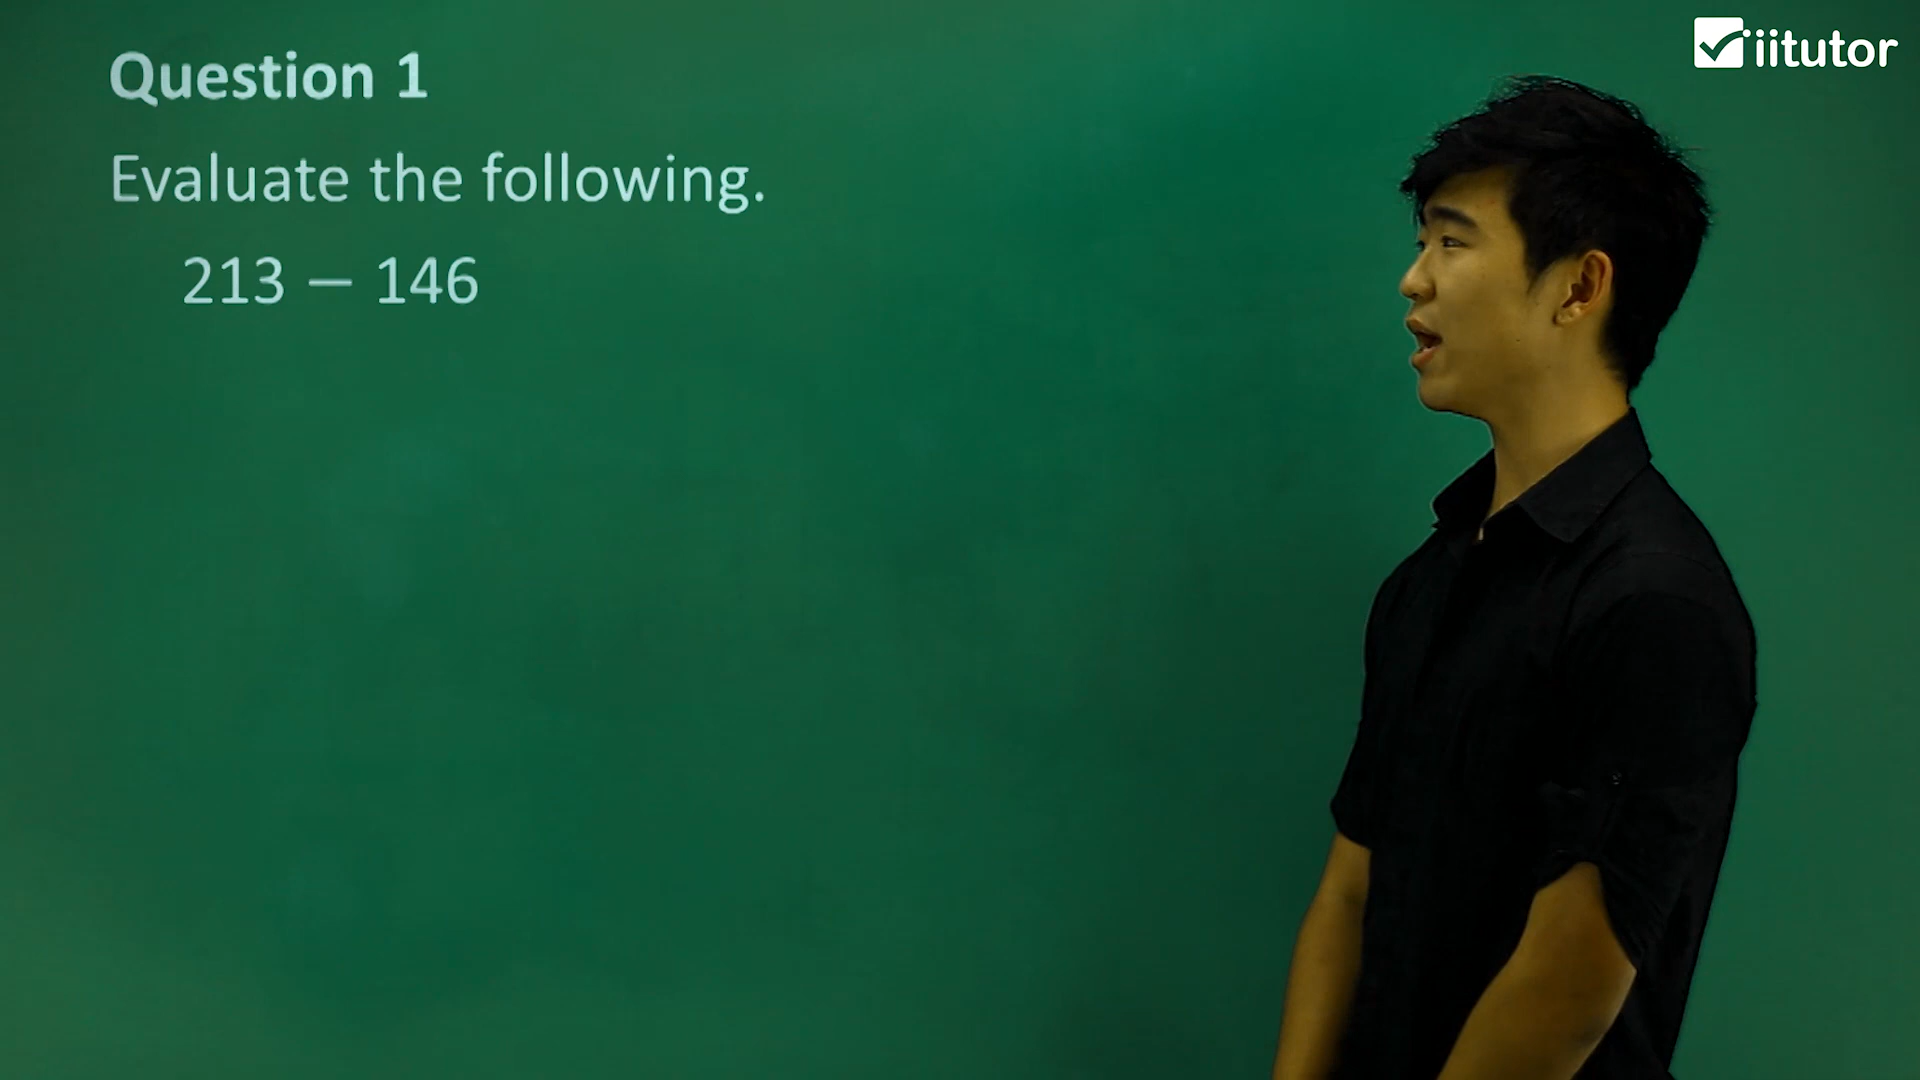 iitutor
Question 1
Evaluate the following.
213 − 146